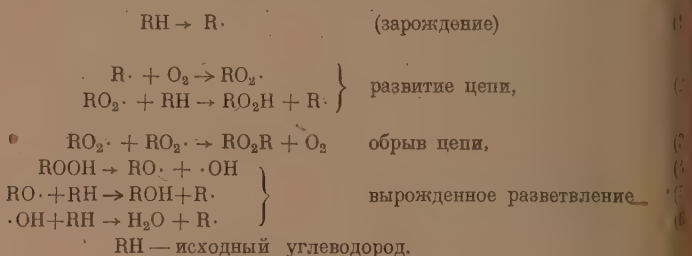 RH → R· (зарождение)
R· + O₂ → RO₂·
RO₂· + RH → RO₂H + R·
развитие цепи,
RO₂· + RO₂· → RO₂R + O₂ обрыв цепи,
ROOH → RO· + ·OH
RO·+RH → ROH+R·
вырожденное разветвление
·OH+RH → H₂O + R·
RH — исходный углеводород.